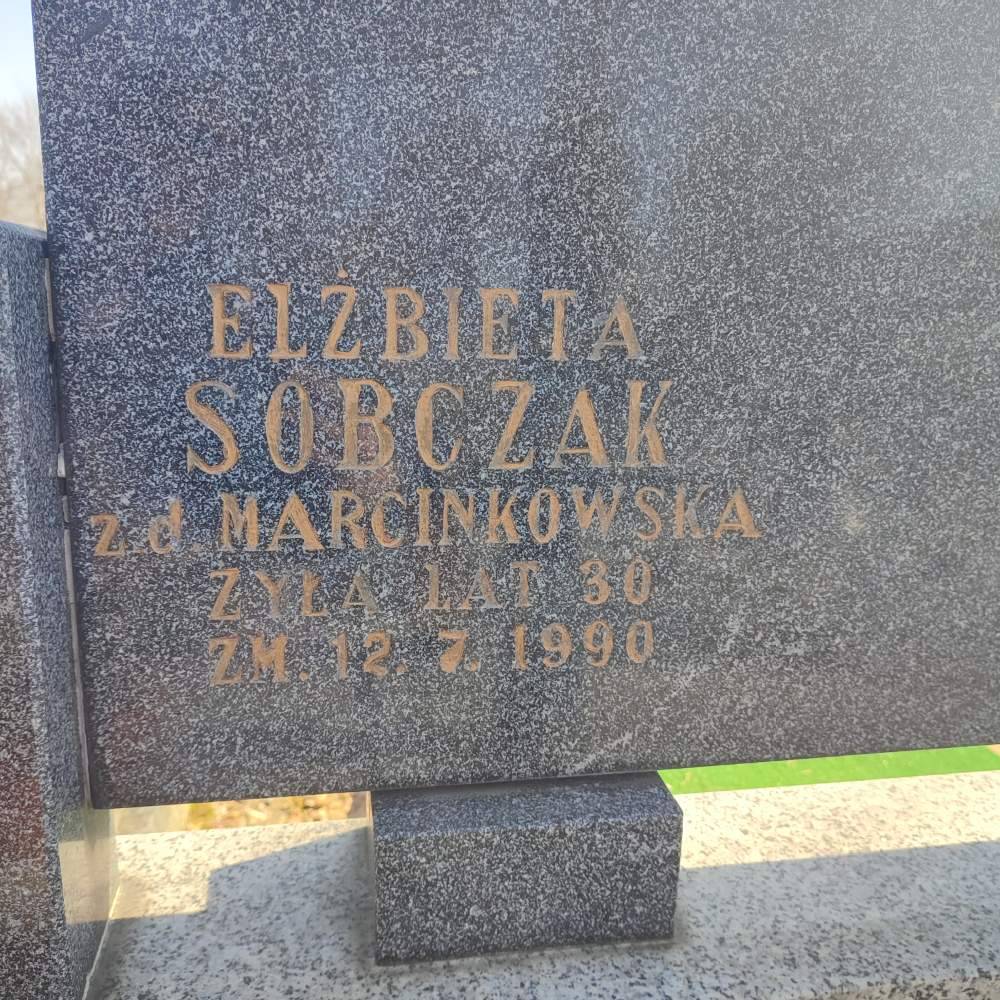 ELŻBIETA
SOBCZAK
z.d. MARCINKOWSKA
ŻYŁA LAT 30
ZM. 12. 7. 1990